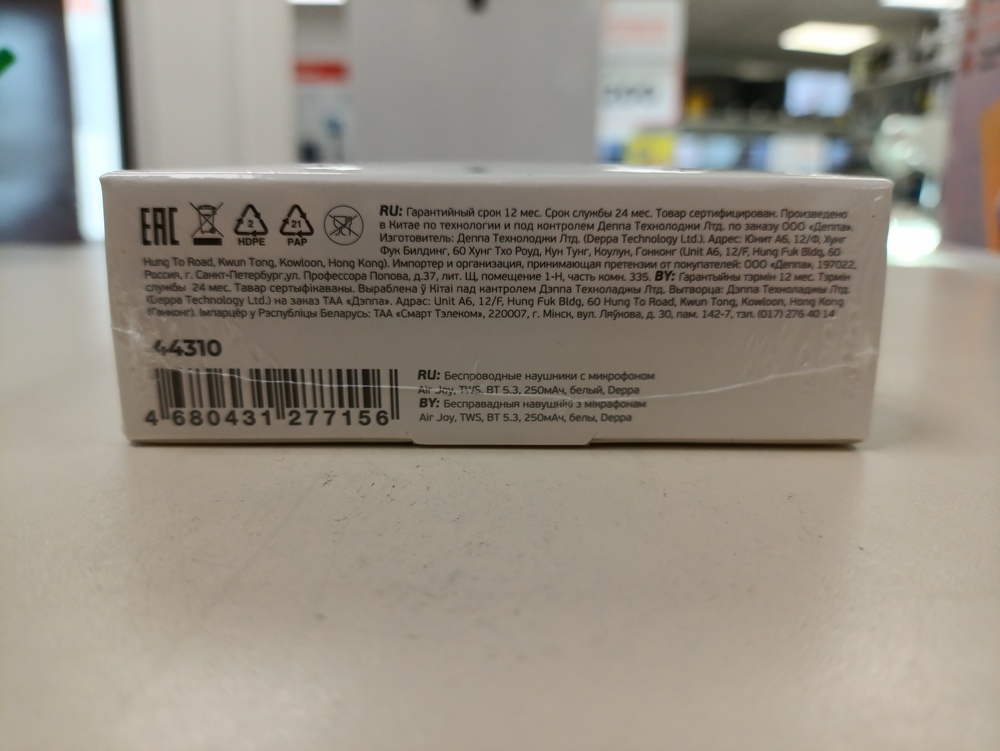 EAC
2
HDPE
21
PAP
RU: Гарантийный срок 12 мес. Срок службы 24 мес. Товар сертифицирован. Произведено
в Китае по технологии и под контролем Деппа Технолоджи Лтд. по заказу ООО «Деппа».
Изготовитель: Деппа Технолоджи Лтд. (Deppa Technology Ltd.). Адрес: Юнит А6, 12/Ф, Хунг
Фук Билдинг, 60 Хунг Тхо Роуд, Кун Тунг, Коулун, Гонконг (Unit A6, 12/F, Hung Fuk Bldg, 60
Hung To Road, Kwun Tong, Kowloon, Hong Kong). Импортер и организация, принимающая претензии от покупателей: ООО «Деппа», 197022,
Россия, г. Санкт-Петербург,ул. Профессора Попова, д.37, лит. Щ, помещение 1-Н, часть комн. 335. BY: Гарантыйны тэрмін 12 мес. Тэрмін
службы 24 мес. Тавар сертыфікаваны. Выраблена ў Кітаі пад кантролем Дэппа Техналоджы Лтд. Вытворца: Дэппа Техналоджы Лтд.
(Deppa Technology Ltd.) на заказ ТАА «Дэппа». Адрас: Unit A6, 12/F, Hung Fuk Bldg, 60 Hung To Road, Kwun Tong, Kowloon, Hong Kong
(Ганконг). Імпарцёр у Рэспубліцы Беларусь: ТАА «Смарт Тэлеком», 220007, г. Мінск, вул. Ляўкова, д. 30, пам. 142-7, тэл. (017) 276 40 14
44310
4 680431 277156
RU: Беспроводные наушники с микрофоном
Air Joy, TWS, BT 5.3, 250мАч, белый, Deppa
BY: Бесправадныя навушнікі з мікрафонам
Air Joy, TWS, BT 5.3, 250мАч, белы, Deppa